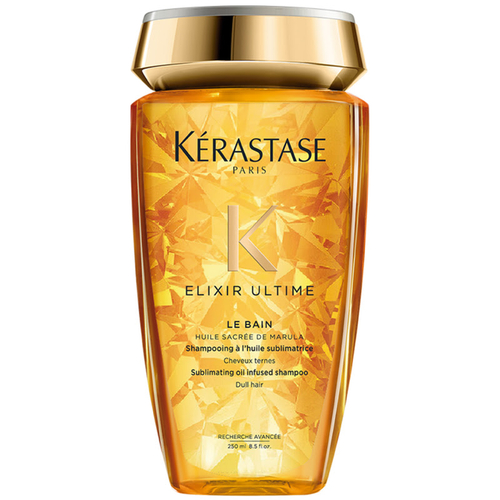 KÉRASTASE
PARIS
K
ELIXIR ULTIME
LE BAIN
HUILE SACRÉE DE MARULA
Shampooing à l'huile sublimatrice
Cheveux ternes
Sublimating oil infused shampoo
Dull hair
RECHERCHE AVANCÉE
250 ml 8.5 fl oz.